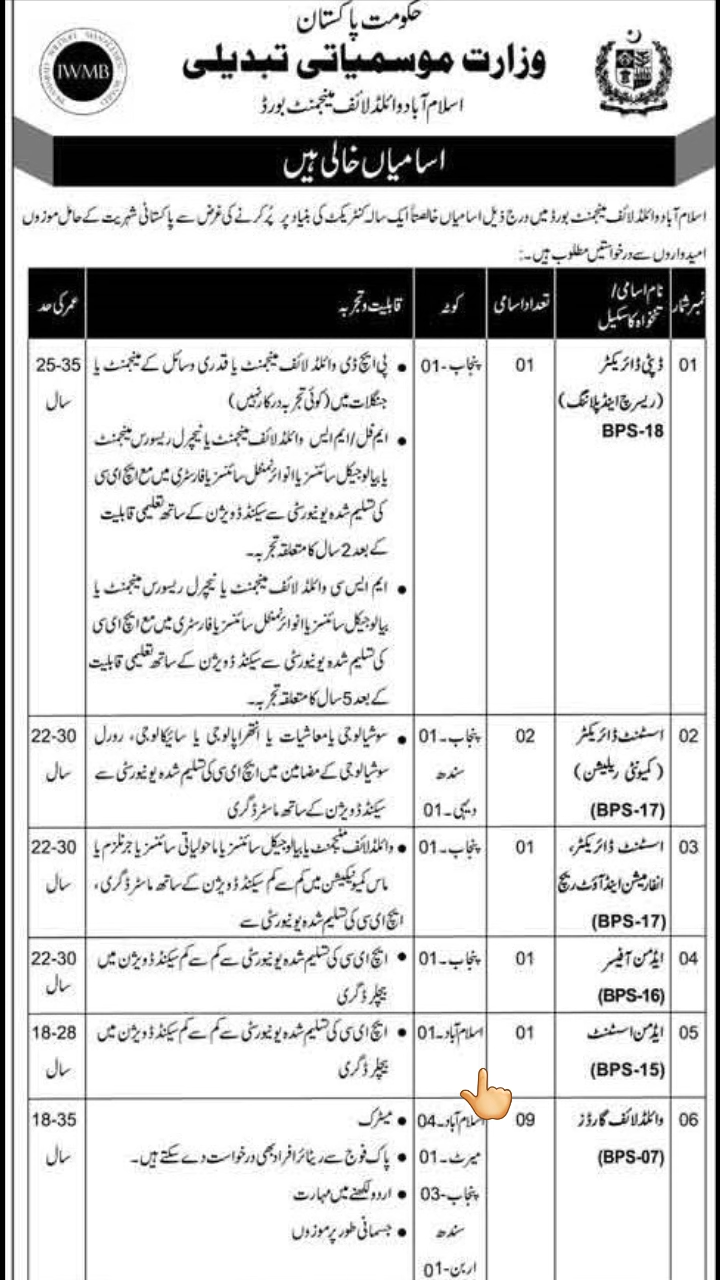 حکومت پاکستان
وزارت موسمیاتی تبدیلی
اسلام آباد وائلڈ لائف مینجمنٹ بورڈ
IWMB
اسامیاں خالی ہیں
اسلام آباد وائلڈ لائف مینجمنٹ بورڈ میں درج ذیل اسامیاں خالصتاً ایک سالہ کنٹریکٹ کی بنیاد پر پُر کرنے کی غرض سے پاکستانی شہریت کے حامل موزوں
امیدواروں سے درخواستیں مطلوب ہیں۔:
نمبر شمار
نام اسامی/
تنخواہ کا سکیل
تعداد اسامی
کوٹہ
قابلیت و تجربہ
عمر کی حد
01
ڈپٹی ڈائریکٹر
(ریسرچ اینڈ پلاننگ)
BPS-18
01
پنجاب-01
• پی ایچ ڈی وائلڈ لائف مینجمنٹ یا قدری وسائل کے مینجمنٹ یا
جنگلات میں (کوئی تجربہ درکار نہیں)
• ایم فل/ایم ایس وائلڈ لائف مینجمنٹ یا نیچرل ریسورس مینجمنٹ
یا بیالوجیکل سائنسز یا انوائرنمنٹل سائنسز یا فارسٹری میں مع ایچ ای سی
کی تسلیم شدہ یونیورسٹی سے سیکنڈ ڈویژن کے ساتھ تعلیمی قابلیت
کے بعد 2 سال کا متعلقہ تجربہ۔
• ایم ایس سی وائلڈ لائف مینجمنٹ یا نیچرل ریسورس مینجمنٹ یا
بیالوجیکل سائنسز یا انوائرنمنٹل سائنسز یا فارسٹری میں مع ایچ ای سی
کی تسلیم شدہ یونیورسٹی سے سیکنڈ ڈویژن کے ساتھ تعلیمی قابلیت
کے بعد 5 سال کا متعلقہ تجربہ۔
25-35
سال
02
اسسٹنٹ ڈائریکٹر
(کمیونٹی ریلیشن)
(BPS-17)
02
پنجاب۔01
سندھ
دیہی۔01
• سوشیالوجی یا معاشیات یا انتھراپالوجی یا سائیکالوجی، رورل
سوشیالوجی کے مضامین میں ایچ ای سی کی تسلیم شدہ یونیورسٹی سے
سیکنڈ ڈویژن کے ساتھ ماسٹر ڈگری
22-30
سال
03
اسسٹنٹ ڈائریکٹر،
انفارمیشن اینڈ آؤٹ ریچ
(BPS-17)
01
پنجاب۔01
• وائلڈ لائف مینجمنٹ یا بیالوجیکل سائنسز یا ماحولیاتی سائنسز یا جرنلزم یا
ماس کمیونیکیشن میں کم سے کم سیکنڈ ڈویژن کے ساتھ ماسٹر ڈگری،
ایچ ای سی کی تسلیم شدہ یونیورسٹی سے
22-30
سال
04
ایڈمن آفیسر
(BPS-16)
01
پنجاب۔01
• ایچ ای سی کی تسلیم شدہ یونیورسٹی سے کم سے کم سیکنڈ ڈویژن میں
بیچلر ڈگری
22-30
سال
05
ایڈمن اسسٹنٹ
(BPS-15)
01
اسلام آباد۔01
• ایچ ای سی کی تسلیم شدہ یونیورسٹی سے کم سے کم سیکنڈ ڈویژن میں
بیچلر ڈگری
18-28
سال
06
وائلڈ لائف گارڈز
(BPS-07)
09
اسلام آباد۔04
میرٹ۔01
پنجاب-03
سندھ
اربن-01
• میٹرک
• پاک فوج سے ریٹائر افراد بھی درخواست دے سکتے ہیں۔
• اردو لکھنے میں مہارت
• جسمانی طور پر موزوں
18-35
سال